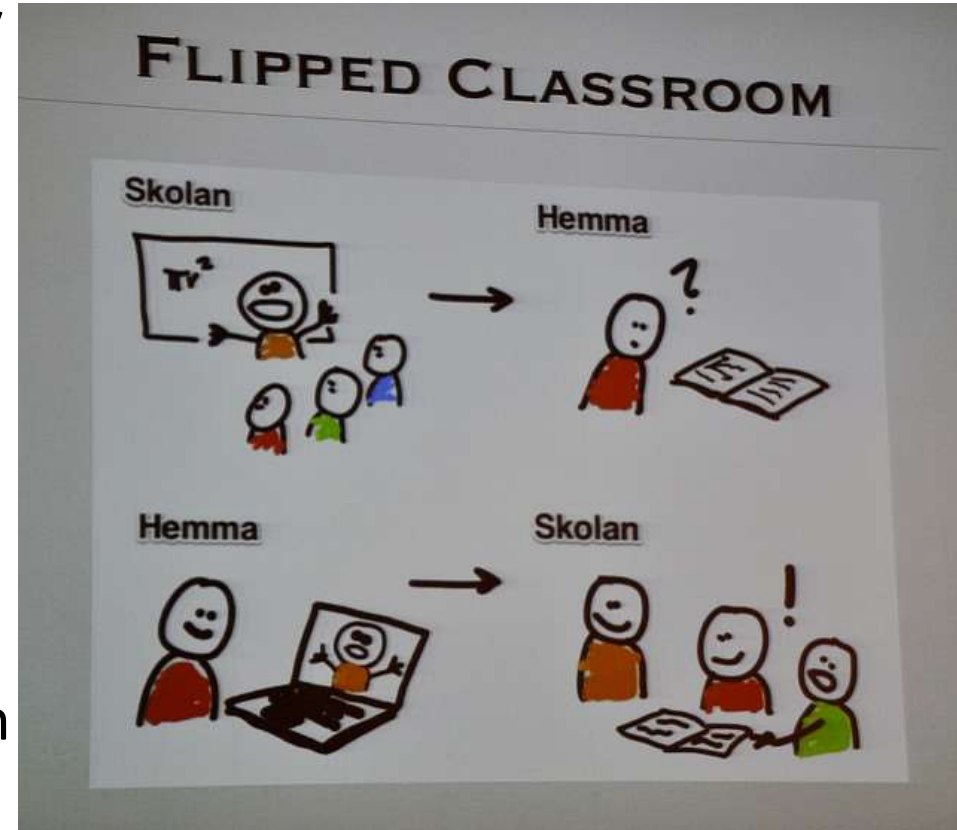 FLIPPED CLASSROOM
Skolan
πr²
Hemma
?
Hemma
Skolan
!